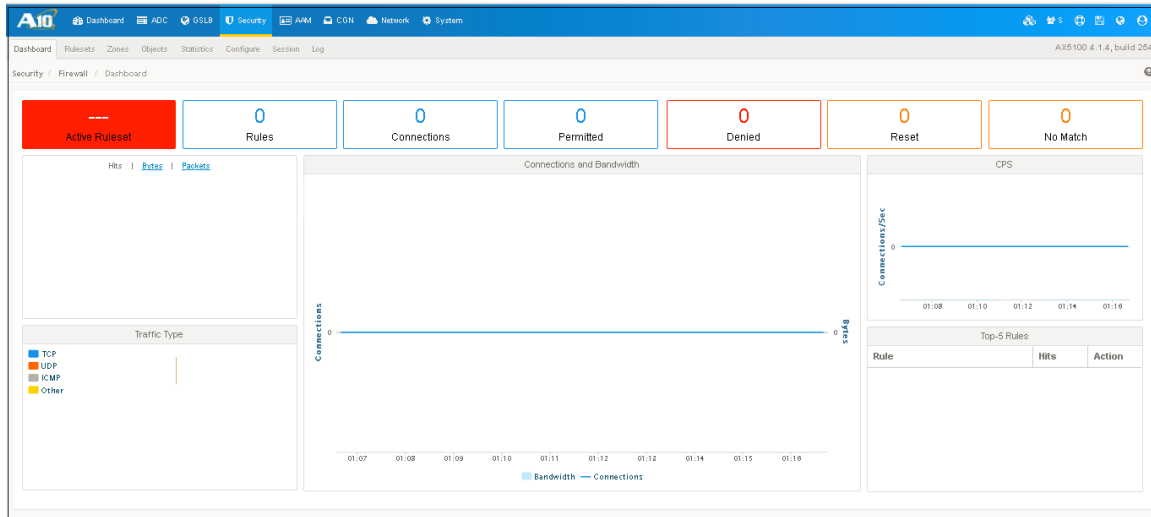 A10 Dashboard ADC GSLB Security AAM CGN Network System S
Dashboard Rulesets Zones Objects Statistics Configure Session Log AX5100 4.1.4, build 254
Security / Firewall / Dashboard
---
Active Ruleset
0
Rules
0
Connections
0
Permitted
0
Denied
0
Reset
0
No Match
Hits | Bytes | Packets
Traffic Type
TCP
UDP
ICMP
Other
Connections and Bandwidth
Connections
0
0
Bytes
01:07 01:08 01:09 01:10 01:11 01:12 01:12 01:14 01:15 01:16
Bandwidth Connections
CPS
Connections/Sec
0
01:08 01:10 01:12 01:14 01:16
Top-5 Rules
Rule Hits Action